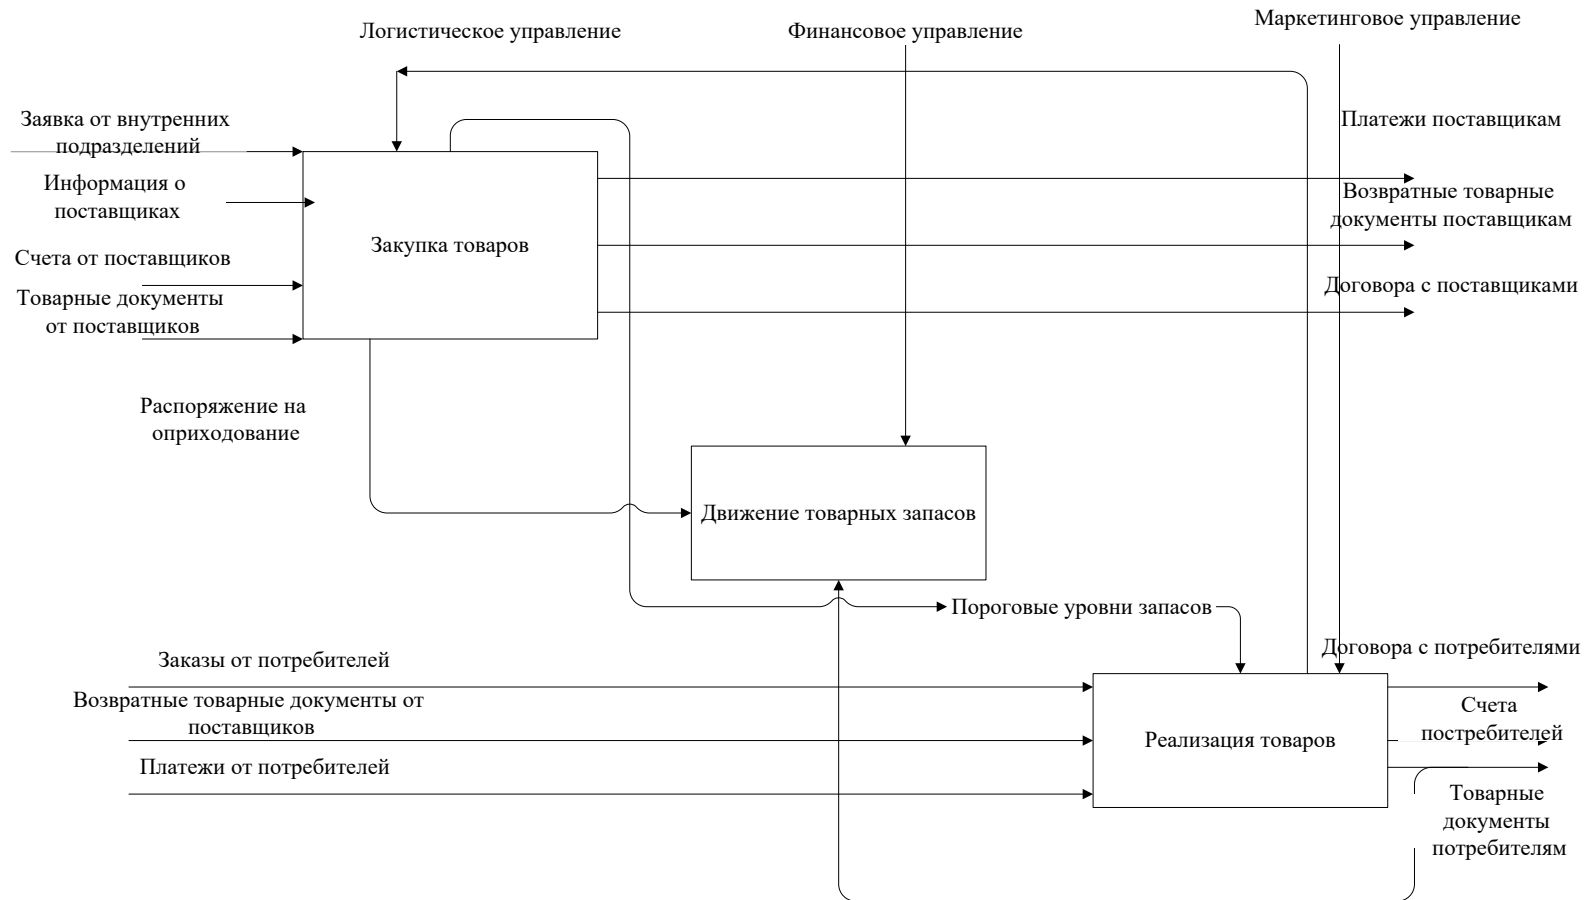 Логистическое управление
Финансовое управление
Маркетинговое управление
Заявка от внутренних
подразделений
Платежи поставщикам
Информация о
поставщиках
Возвратные товарные
документы поставщикам
Закупка товаров
Счета от поставщиков
Договора с поставщиками
Товарные документы
от поставщиков
Распоряжение на
оприходование
Движение товарных запасов
Пороговые уровни запасов
Заказы от потребителей
Договора с потребителями
Возвратные товарные документы от
поставщиков
Счета
постребителей
Реализация товаров
Платежи от потребителей
Товарные
документы
потребителям